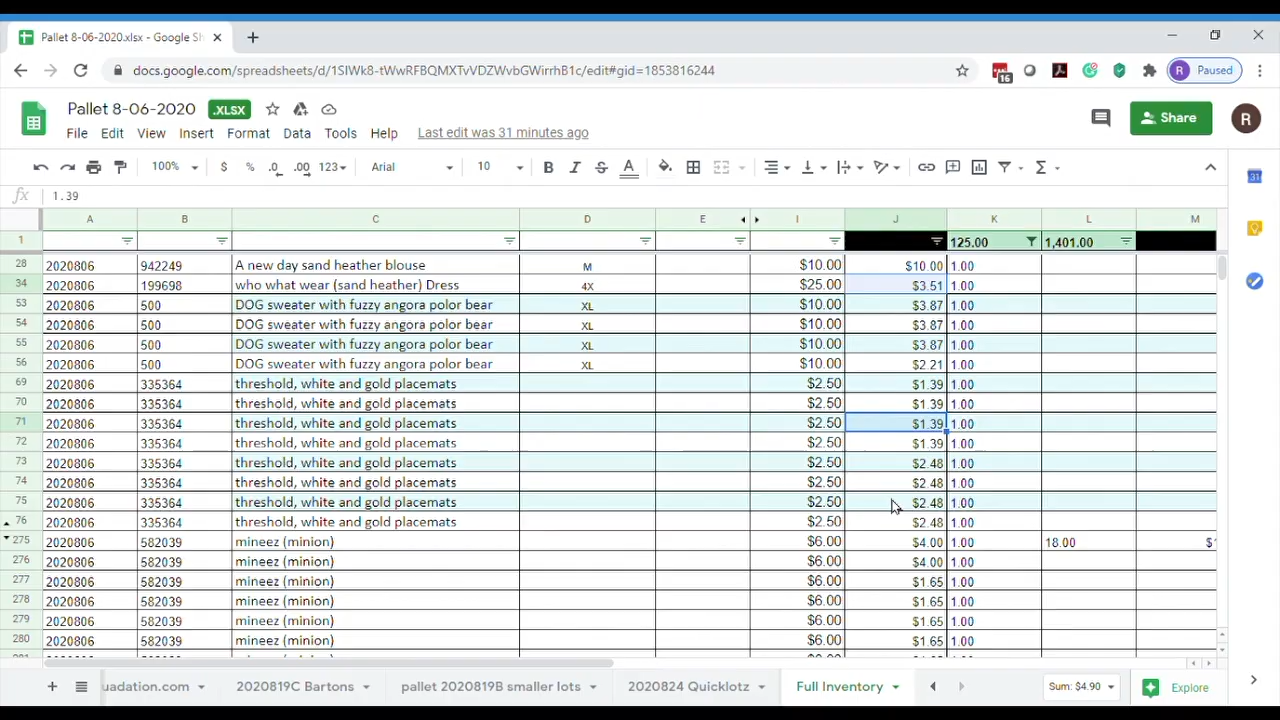 Pallet 8-06-2020.xlsx - Google Sh
docs.google.com/spreadsheets/d/1SIWk8-tWwRFBQMXTvVDZWxbGWirrhB1c/edit#gid=1853816244
16
R Paused
Pallet 8-06-2020 .XLSX
File Edit View Insert Format Data Tools Help Last edit was 31 minutes ago
Share
R
100% $ % .0 .00 123 Arial 10 B I S A
31
fx 1.39
A B C D E I J K L M
1 125.00 1,401.00
28 2020806 942249 A new day sand heather blouse M $10.00 $10.00 1.00
34 2020806 199698 who what wear (sand heather) Dress 4X $25.00 $3.51 1.00
53 2020806 500 DOG sweater with fuzzy angora polor bear XL $10.00 $3.87 1.00
54 2020806 500 DOG sweater with fuzzy angora polor bear XL $10.00 $3.87 1.00
55 2020806 500 DOG sweater with fuzzy angora polor bear XL $10.00 $3.87 1.00
56 2020806 500 DOG sweater with fuzzy angora polor bear XL $10.00 $2.21 1.00
69 2020806 335364 threshold, white and gold placemats $2.50 $1.39 1.00
70 2020806 335364 threshold, white and gold placemats $2.50 $1.39 1.00
71 2020806 335364 threshold, white and gold placemats $2.50 $1.39 1.00
72 2020806 335364 threshold, white and gold placemats $2.50 $1.39 1.00
73 2020806 335364 threshold, white and gold placemats $2.50 $2.48 1.00
74 2020806 335364 threshold, white and gold placemats $2.50 $2.48 1.00
75 2020806 335364 threshold, white and gold placemats $2.50 $2.48 1.00
76 2020806 335364 threshold, white and gold placemats $2.50 $2.48 1.00
275 2020806 582039 mineez (minion) $6.00 $4.00 1.00 18.00
276 2020806 582039 mineez (minion) $6.00 $4.00 1.00
277 2020806 582039 mineez (minion) $6.00 $1.65 1.00
278 2020806 582039 mineez (minion) $6.00 $1.65 1.00
279 2020806 582039 mineez (minion) $6.00 $1.65 1.00
280 2020806 582039 mineez (minion) $6.00 $1.65 1.00
uadation.com 2020819C Bartons pallet 2020819B smaller lots 2020824 Quicklotz Full Inventory Sum: $4.90 Explore